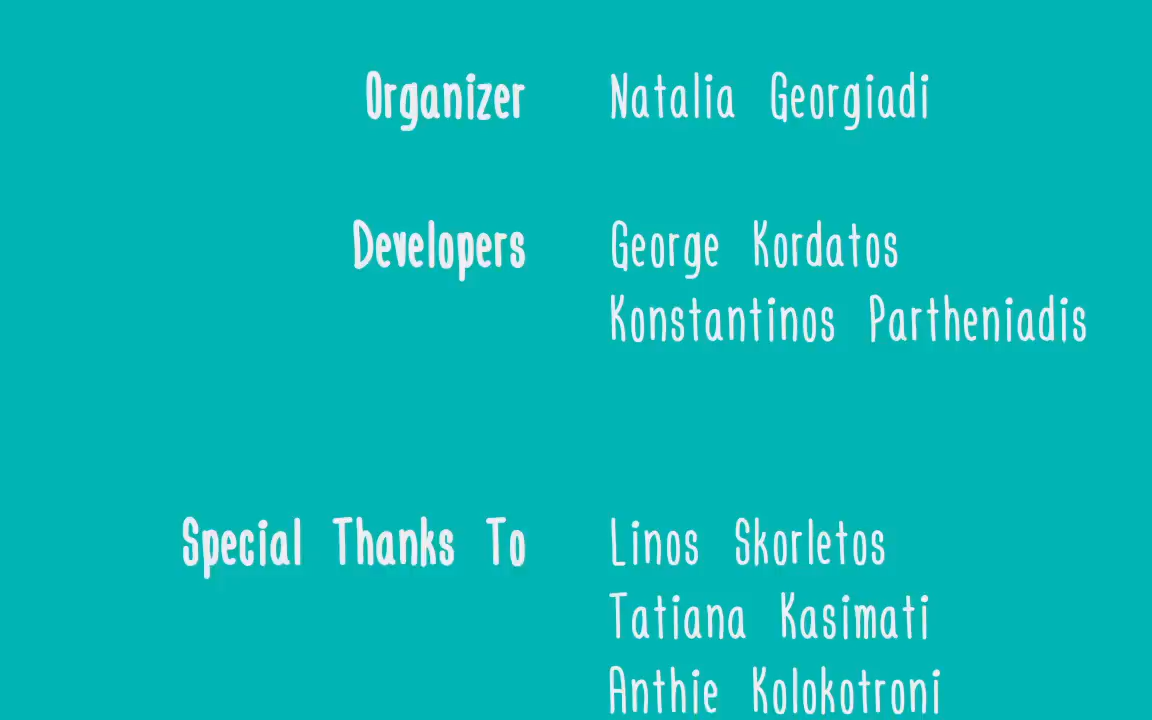 Organizer Natalia Georgiadi
Developers George Kordatos
Konstantinos Partheniadis
Special Thanks To Linos Skorletos
Tatiana Kasimati
Anthie Kolokotroni